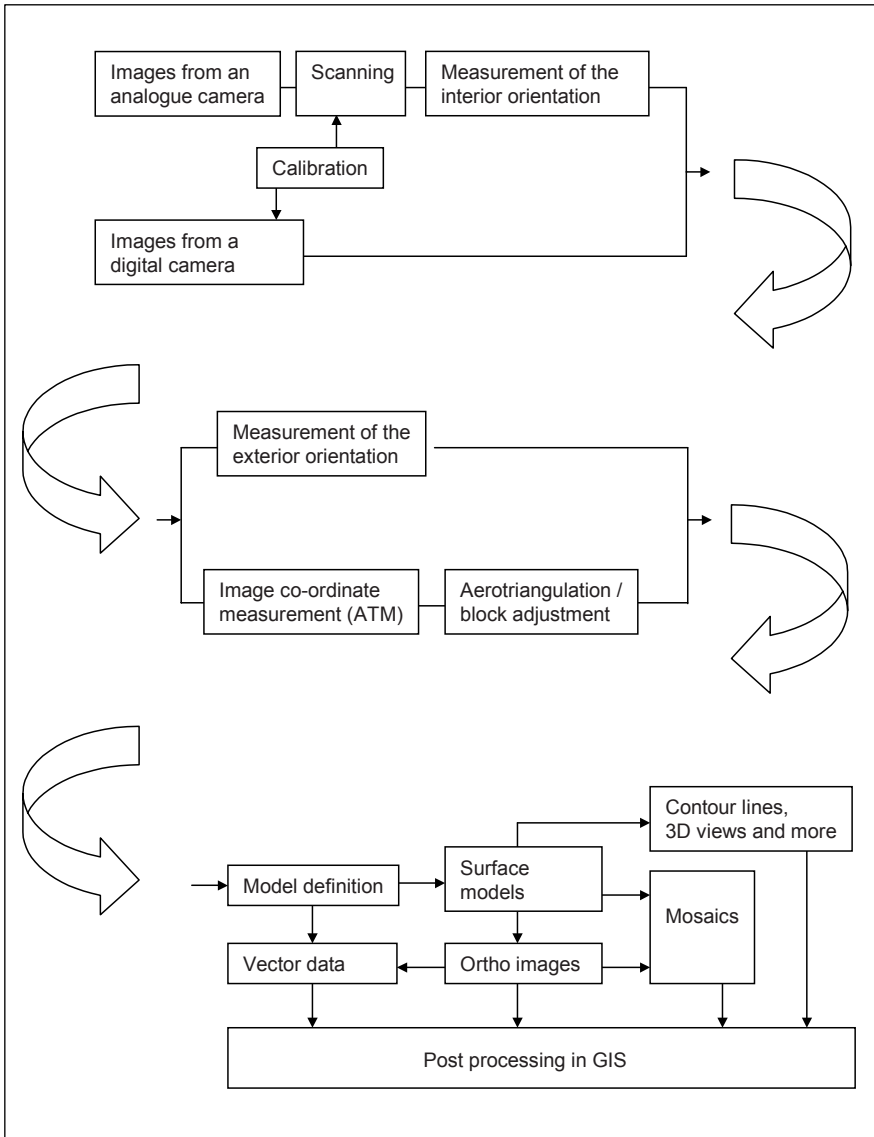 Images from an
analogue camera
Scanning
Measurement of the
interior orientation
Calibration
Images from a
digital camera
Measurement of the
exterior orientation
Image co-ordinate
measurement (ATM)
Aerotriangulation /
block adjustment
Contour lines,
3D views and more
Model definition
Surface
models
Mosaics
Vector data
Ortho images
Post processing in GIS